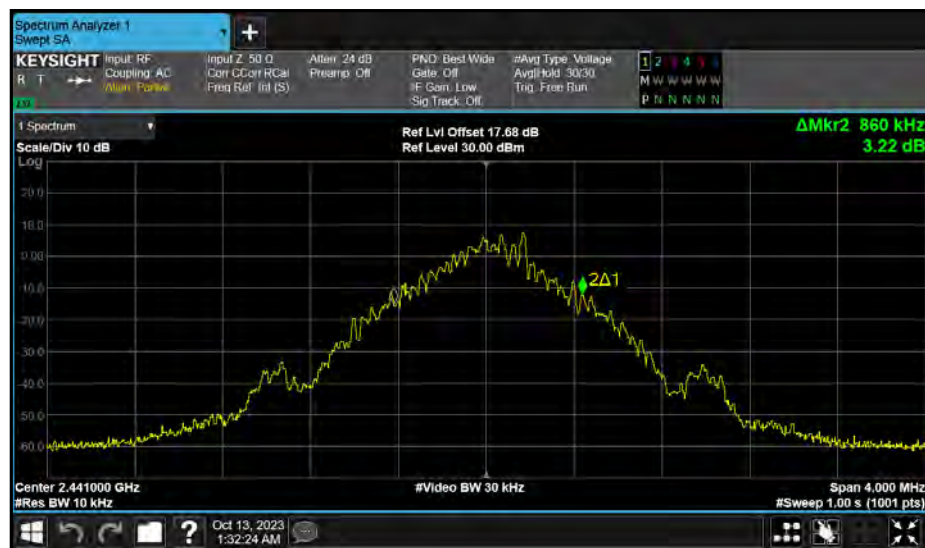 Spectrum Analyzer 1
Swept SA
KEYSIGHT
R T
Input: RF
Coupling: AC
Align: Partial
Input Z: 50 Ω
Corr CCorr RCal
Freq Ref: Int (S)
Atten: 24 dB
Preamp: Off
PNO: Best Wide
Gate: Off
IF Gain: Low
Sig Track: Off
#Avg Type: Voltage
Avg|Hold: 30/30
Trig: Free Run
1 2 3 4 5 6
M W W W W W
P N N N N N
1 Spectrum
Scale/Div 10 dB
Log
Ref Lvl Offset 17.68 dB
Ref Level 30.00 dBm
ΔMkr2 860 kHz
3.22 dB
20.0
10.0
0.00
-10.0
-20.0
-30.0
-40.0
-50.0
-60.0
2Δ1
Center 2.441000 GHz
#Res BW 10 kHz
#Video BW 30 kHz
Span 4.000 MHz
#Sweep 1.00 s (1001 pts)
?
Oct 13, 2023
1:32:24 AM